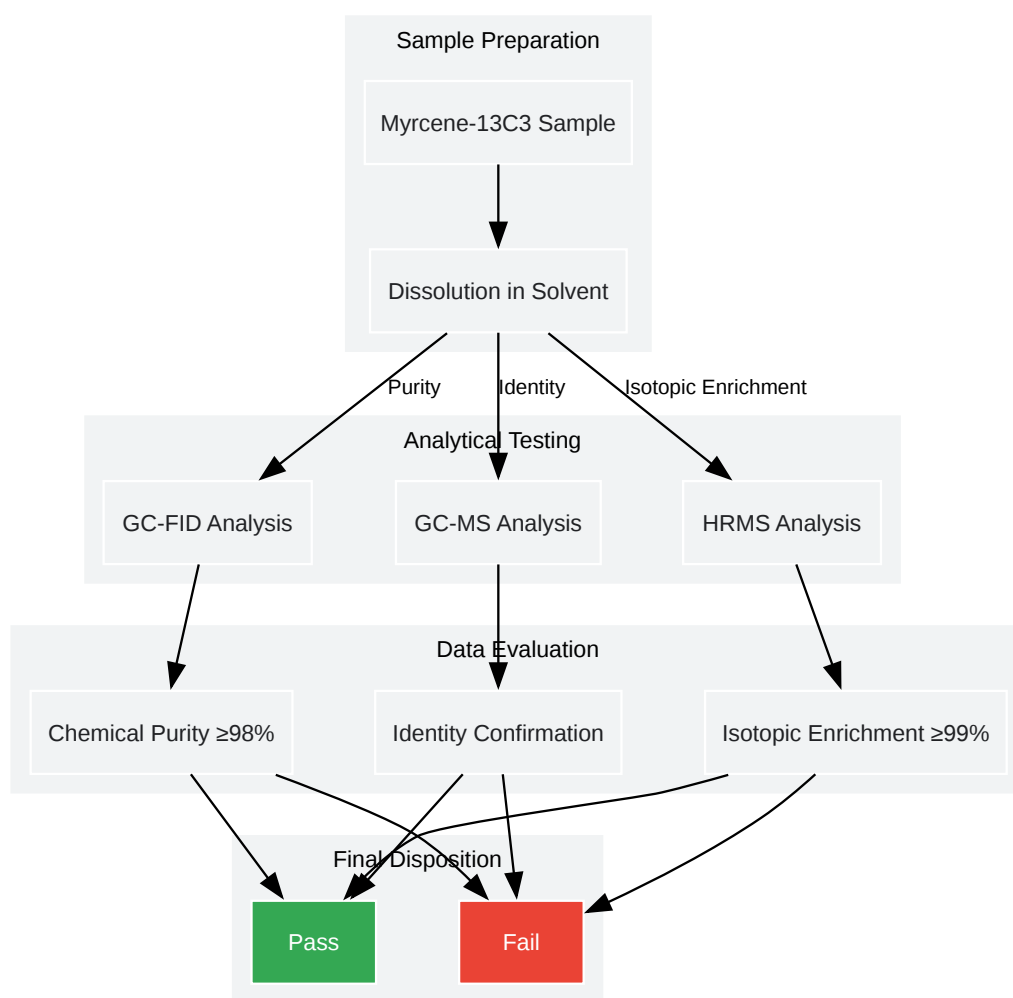 Sample Preparation
Myrcene-13C3 Sample
Dissolution in Solvent
Purity
Identity
Isotopic Enrichment
Analytical Testing
GC-FID Analysis
GC-MS Analysis
HRMS Analysis
Data Evaluation
Chemical Purity ≥98%
Identity Confirmation
Isotopic Enrichment ≥99%
Final Disposition
Pass
Fail